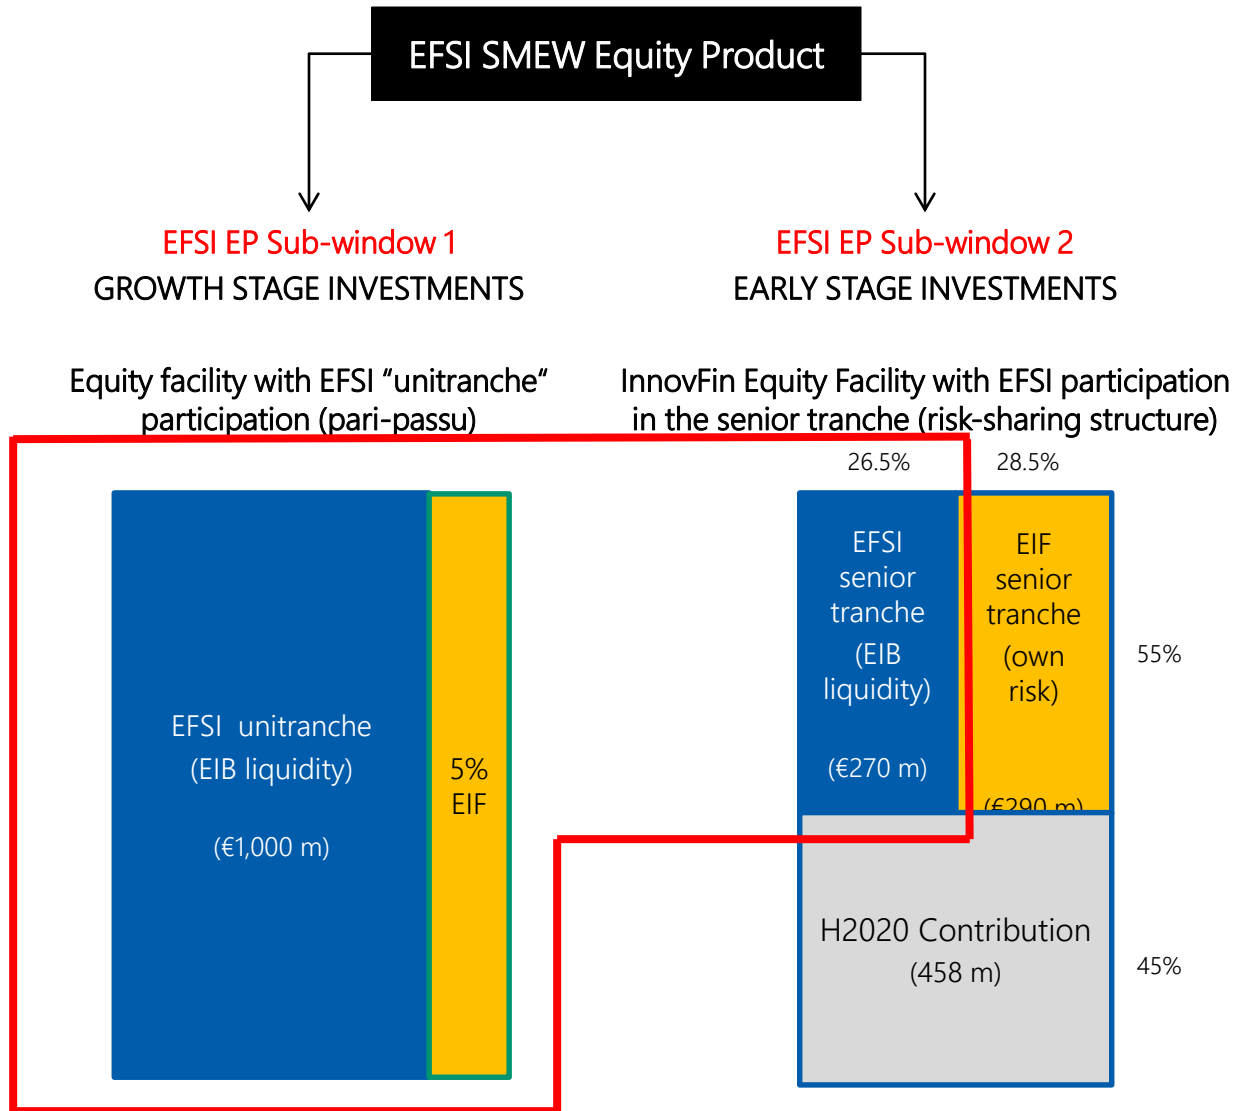 EFSI SMEW Equity Product
EFSI EP Sub-window 1
GROWTH STAGE INVESTMENTS
Equity facility with EFSI “unitranche“
participation (pari-passu)
EFSI unitranche
(EIB liquidity)
(€1,000 m)
5%
EIF
EFSI EP Sub-window 2
EARLY STAGE INVESTMENTS
InnovFin Equity Facility with EFSI participation
in the senior tranche (risk-sharing structure)
26.5%
28.5%
EFSI
senior
tranche
(EIB
liquidity)
(€270 m)
EIF
senior
tranche
(own
risk)
(€290 m)
55%
H2020 Contribution
(458 m)
45%